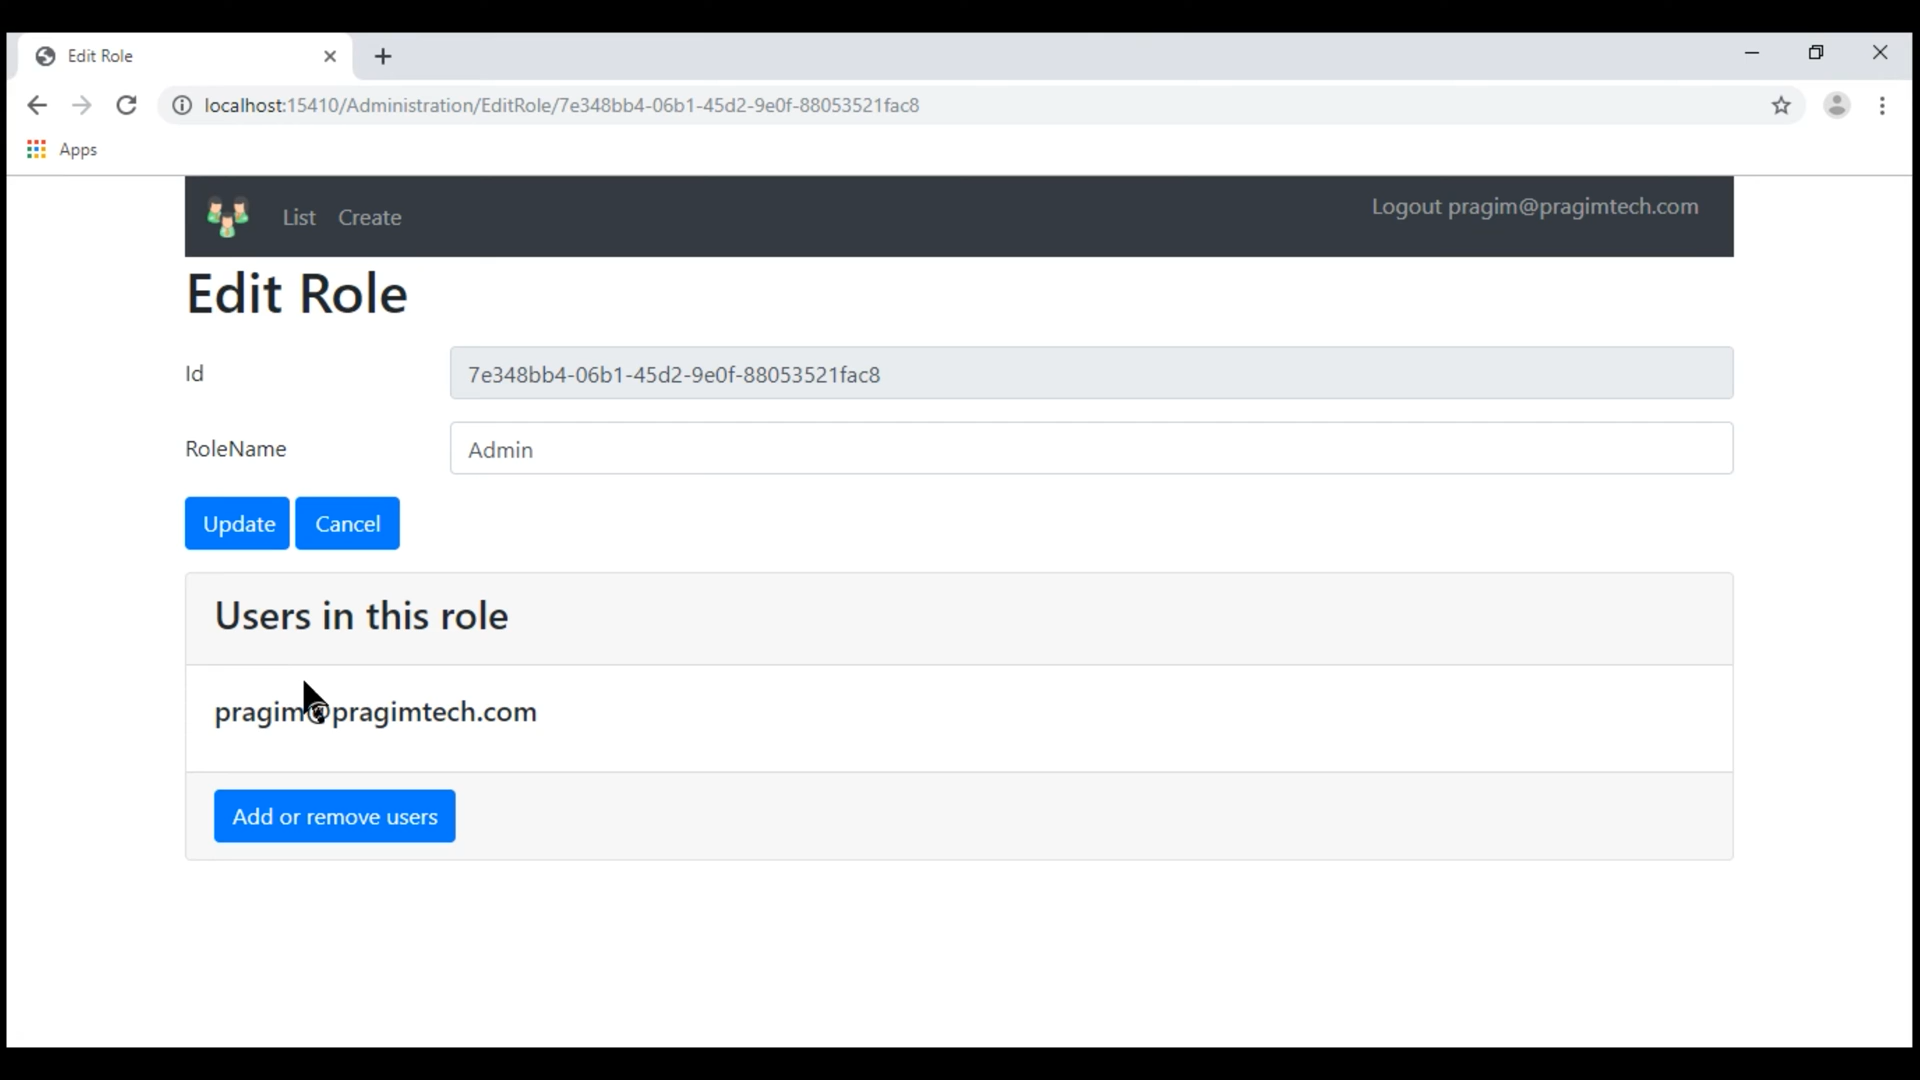 Edit Role
localhost:15410/Administration/EditRole/7e348bb4-06b1-45d2-9e0f-88053521fac8
Apps
List Create Logout pragim@pragimtech.com
Edit Role
Id 7e348bb4-06b1-45d2-9e0f-88053521fac8
RoleName Admin
Update Cancel
Users in this role
pragim@pragimtech.com
Add or remove users